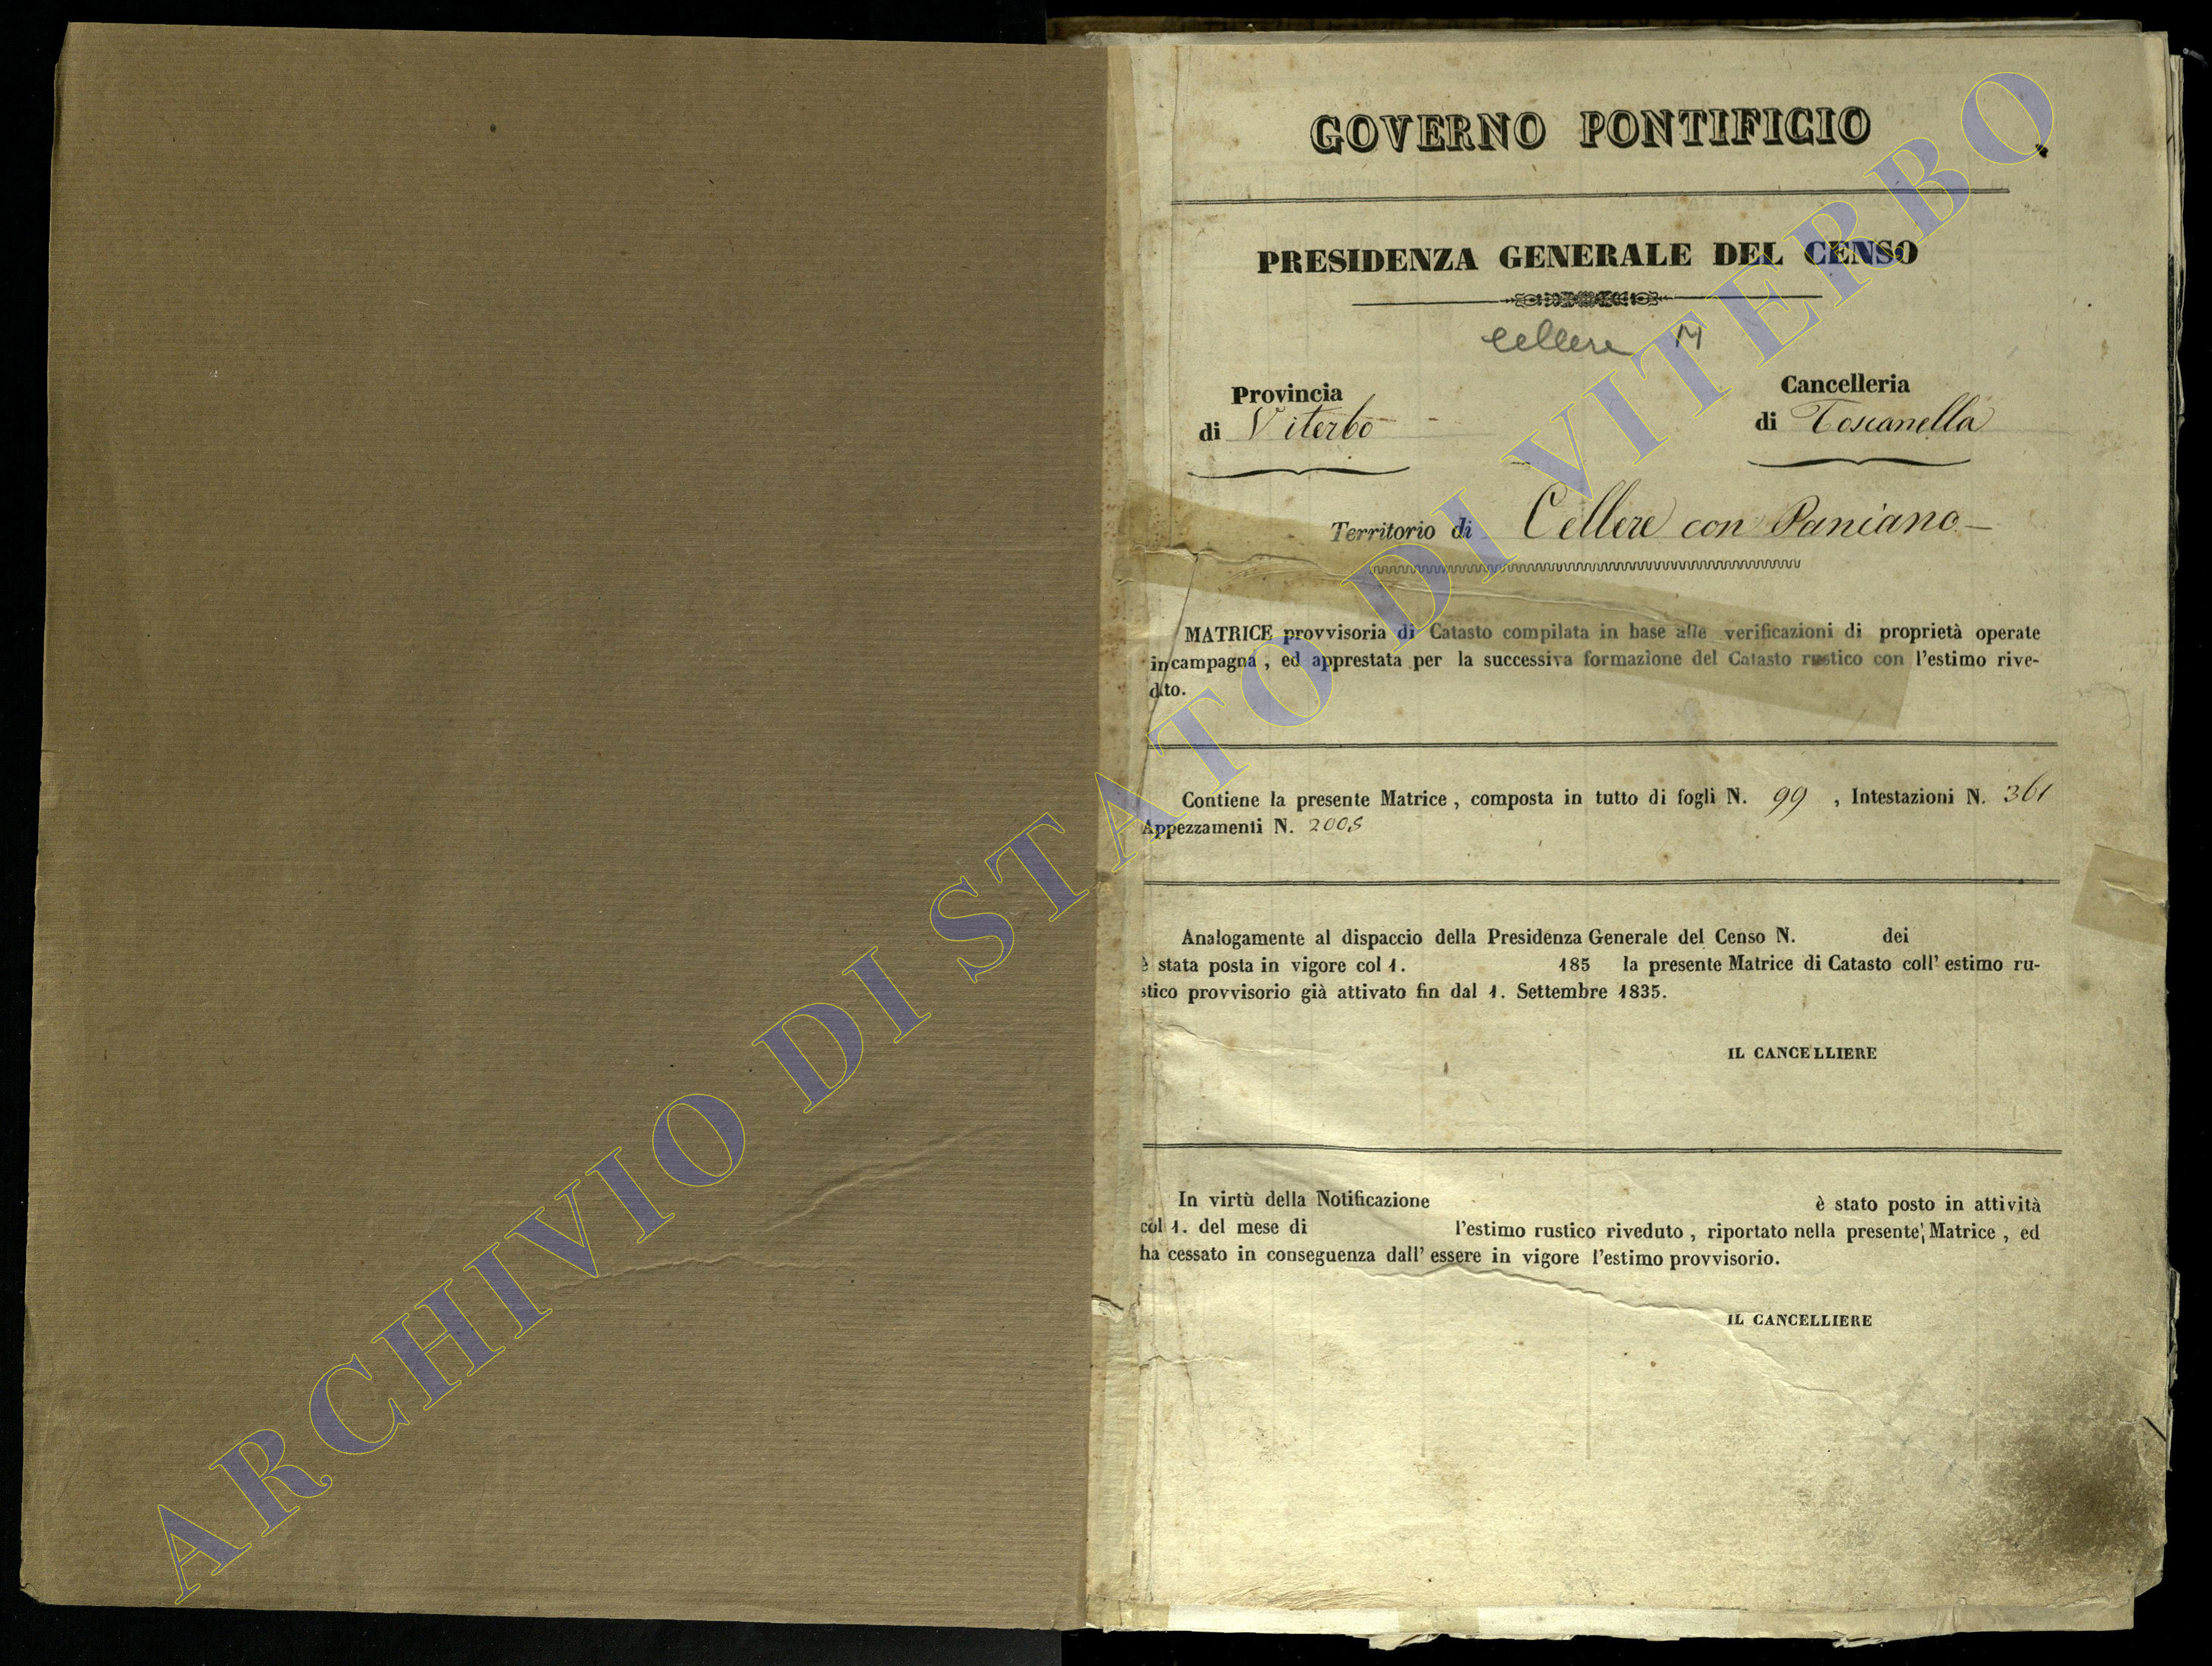 GOVERNO PONTIFICIO
PRESIDENZA GENERALE DEL CENSO
Cellere M
Provincia
di Viterbo
Cancelleria
di Toscanella
Territorio di Cellere con Paniano
MATRICE provvisoria di Catasto compilata in base alle verificazioni di proprietà operate
in campagna, ed apprestata per la successiva formazione del Catasto rustico con l'estimo rive-
dto.
Contiene la presente Matrice, composta in tutto di fogli N. 99, Intestazioni N. 361
Appezzamenti N. 2008
Analogamente al dispaccio della Presidenza Generale del Censo N. dei
è stata posta in vigore col 1. 185 la presente Matrice di Catasto coll' estimo ru-
stico provvisorio già attivato fin dal 1. Settembre 1835.
IL CANCELLIERE
In virtù della Notificazione è stato posto in attività
col 1. del mese di l'estimo rustico riveduto, riportato nella presente Matrice, ed
ha cessato in conseguenza dall' essere in vigore l'estimo provvisorio.
IL CANCELLIERE
ARCHIVIO DI STATO DI VITERBO